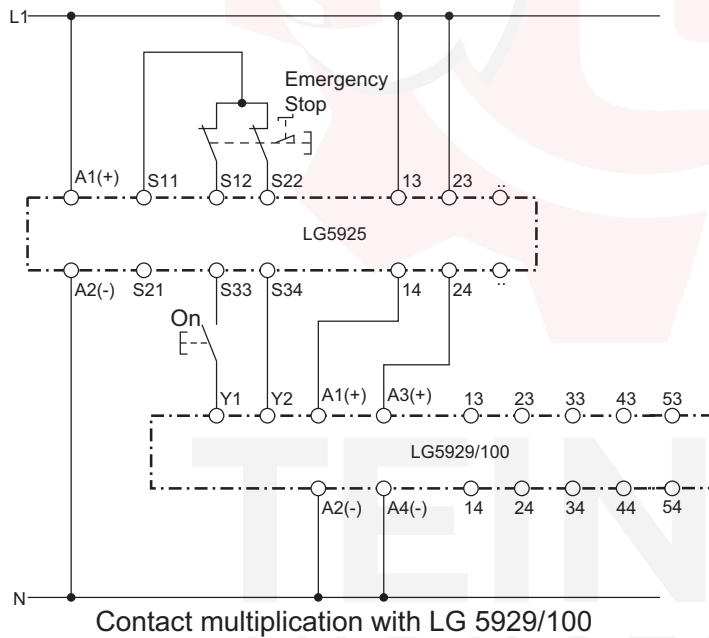 L1
Emergency
Stop
A1(+) S11 S12 S22 13 23 ..
LG5925
A2(-) S21 S33 S34 14 24 ..
On
Y1 Y2 A1(+) A3(+) 13 23 33 43 53
LG5929/100
A2(-) A4(-) 14 24 34 44 54
TEIN
N
Contact multiplication with LG 5929/100